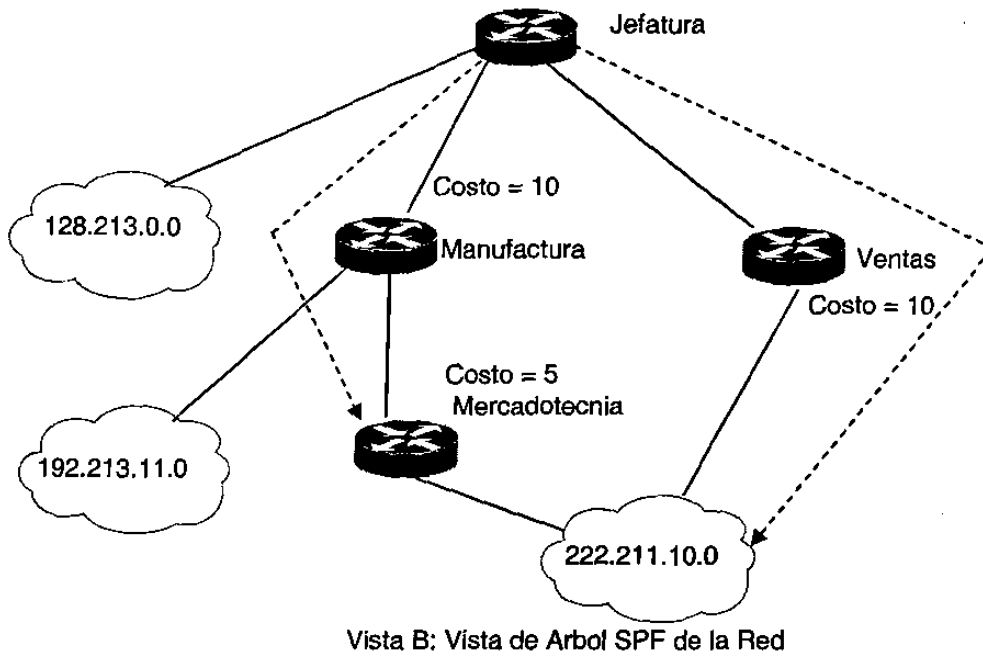 Jefatura
Costo = 10
128.213.0.0
Manufactura
Ventas
Costo = 10
Costo = 5
Mercadotecnia
192.213.11.0
222.211.10.0
Vista B: Vista de Arbol SPF de la Red